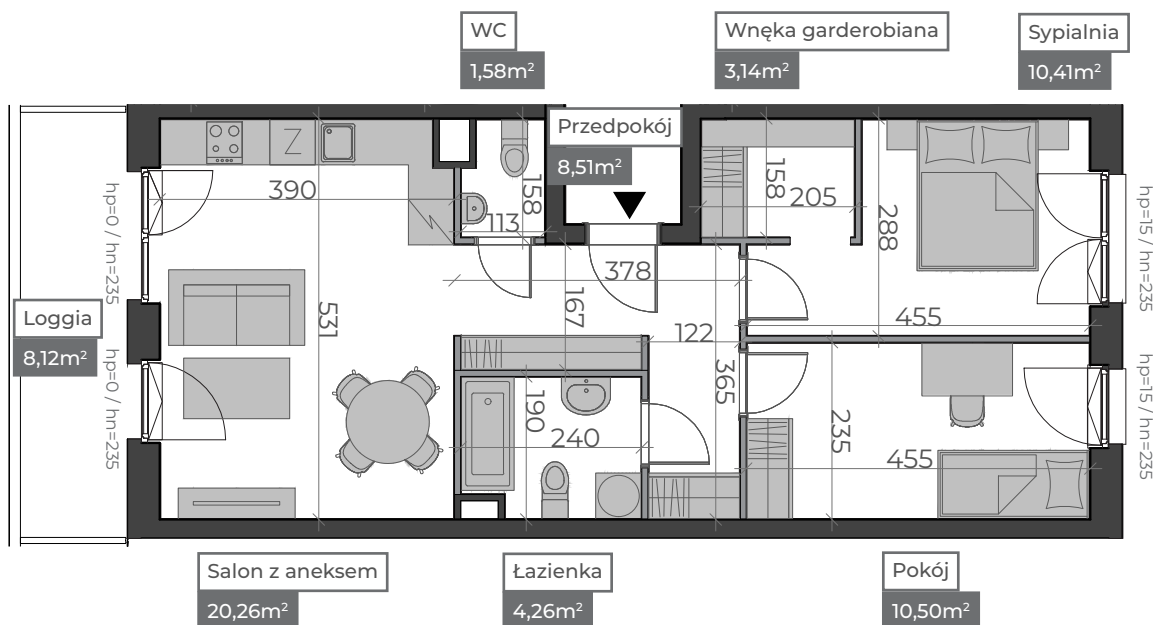 WC
1,58m²
Wnęka garderobiana
3,14m²
Sypialnia
10,41m²
Przedpokój
8,51m²
Z
390
113
158
158
205
288
hp=0 / hn=235
hp=15 / hn=235
378
167
531
455
122
Loggia
8,12m²
365
hp=0 / hn=235
hp=15 / hn=235
190
240
235
455
Salon z aneksem
20,26m²
Łazienka
4,26m²
Pokój
10,50m²